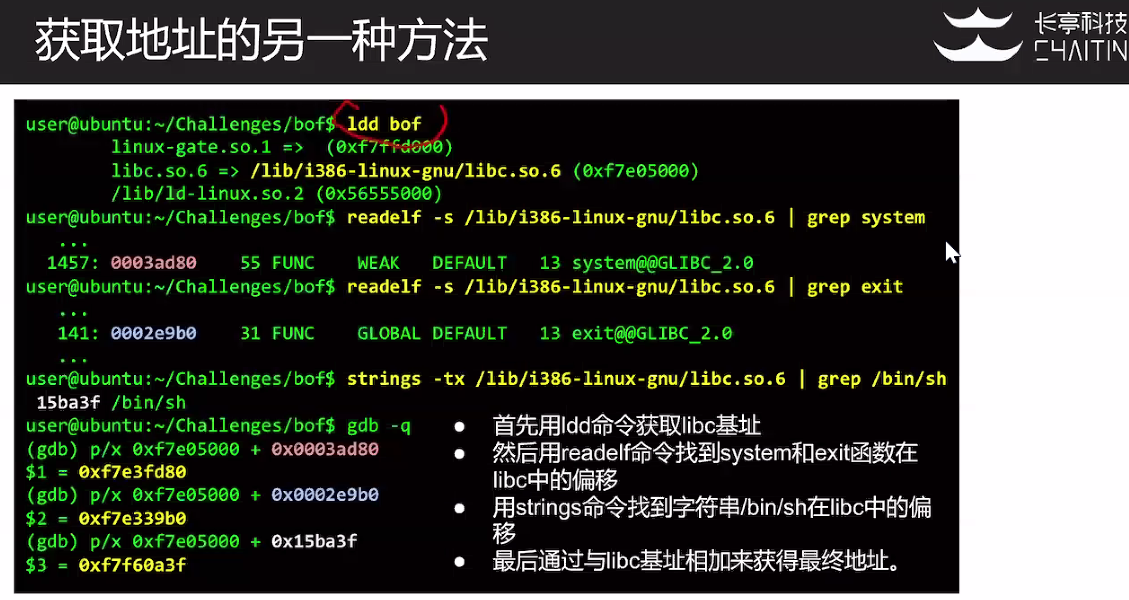 获取地址的另一种方法
长亭科技
CHAITIN
user@ubuntu:~/Challenges/bof$ ldd bof
linux-gate.so.1 => (0xf7ffd000)
libc.so.6 => /lib/i386-linux-gnu/libc.so.6 (0xf7e05000)
/lib/ld-linux.so.2 (0x56555000)
user@ubuntu:~/Challenges/bof$ readelf -s /lib/i386-linux-gnu/libc.so.6 | grep system
...
1457: 0003ad80 55 FUNC WEAK DEFAULT 13 system@@GLIBC_2.0
user@ubuntu:~/Challenges/bof$ readelf -s /lib/i386-linux-gnu/libc.so.6 | grep exit
...
141: 0002e9b0 31 FUNC GLOBAL DEFAULT 13 exit@@GLIBC_2.0
...
user@ubuntu:~/Challenges/bof$ strings -tx /lib/i386-linux-gnu/libc.so.6 | grep /bin/sh
15ba3f /bin/sh
user@ubuntu:~/Challenges/bof$ gdb -q
(gdb) p/x 0xf7e05000 + 0x0003ad80
$1 = 0xf7e3fd80
(gdb) p/x 0xf7e05000 + 0x0002e9b0
$2 = 0xf7e339b0
(gdb) p/x 0xf7e05000 + 0x15ba3f
$3 = 0xf7f60a3f
● 首先用ldd命令获取libc基址
● 然后用readelf命令找到system和exit函数在
libc中的偏移
● 用strings命令找到字符串/bin/sh在libc中的偏
移
● 最后通过与libc基址相加来获得最终地址。